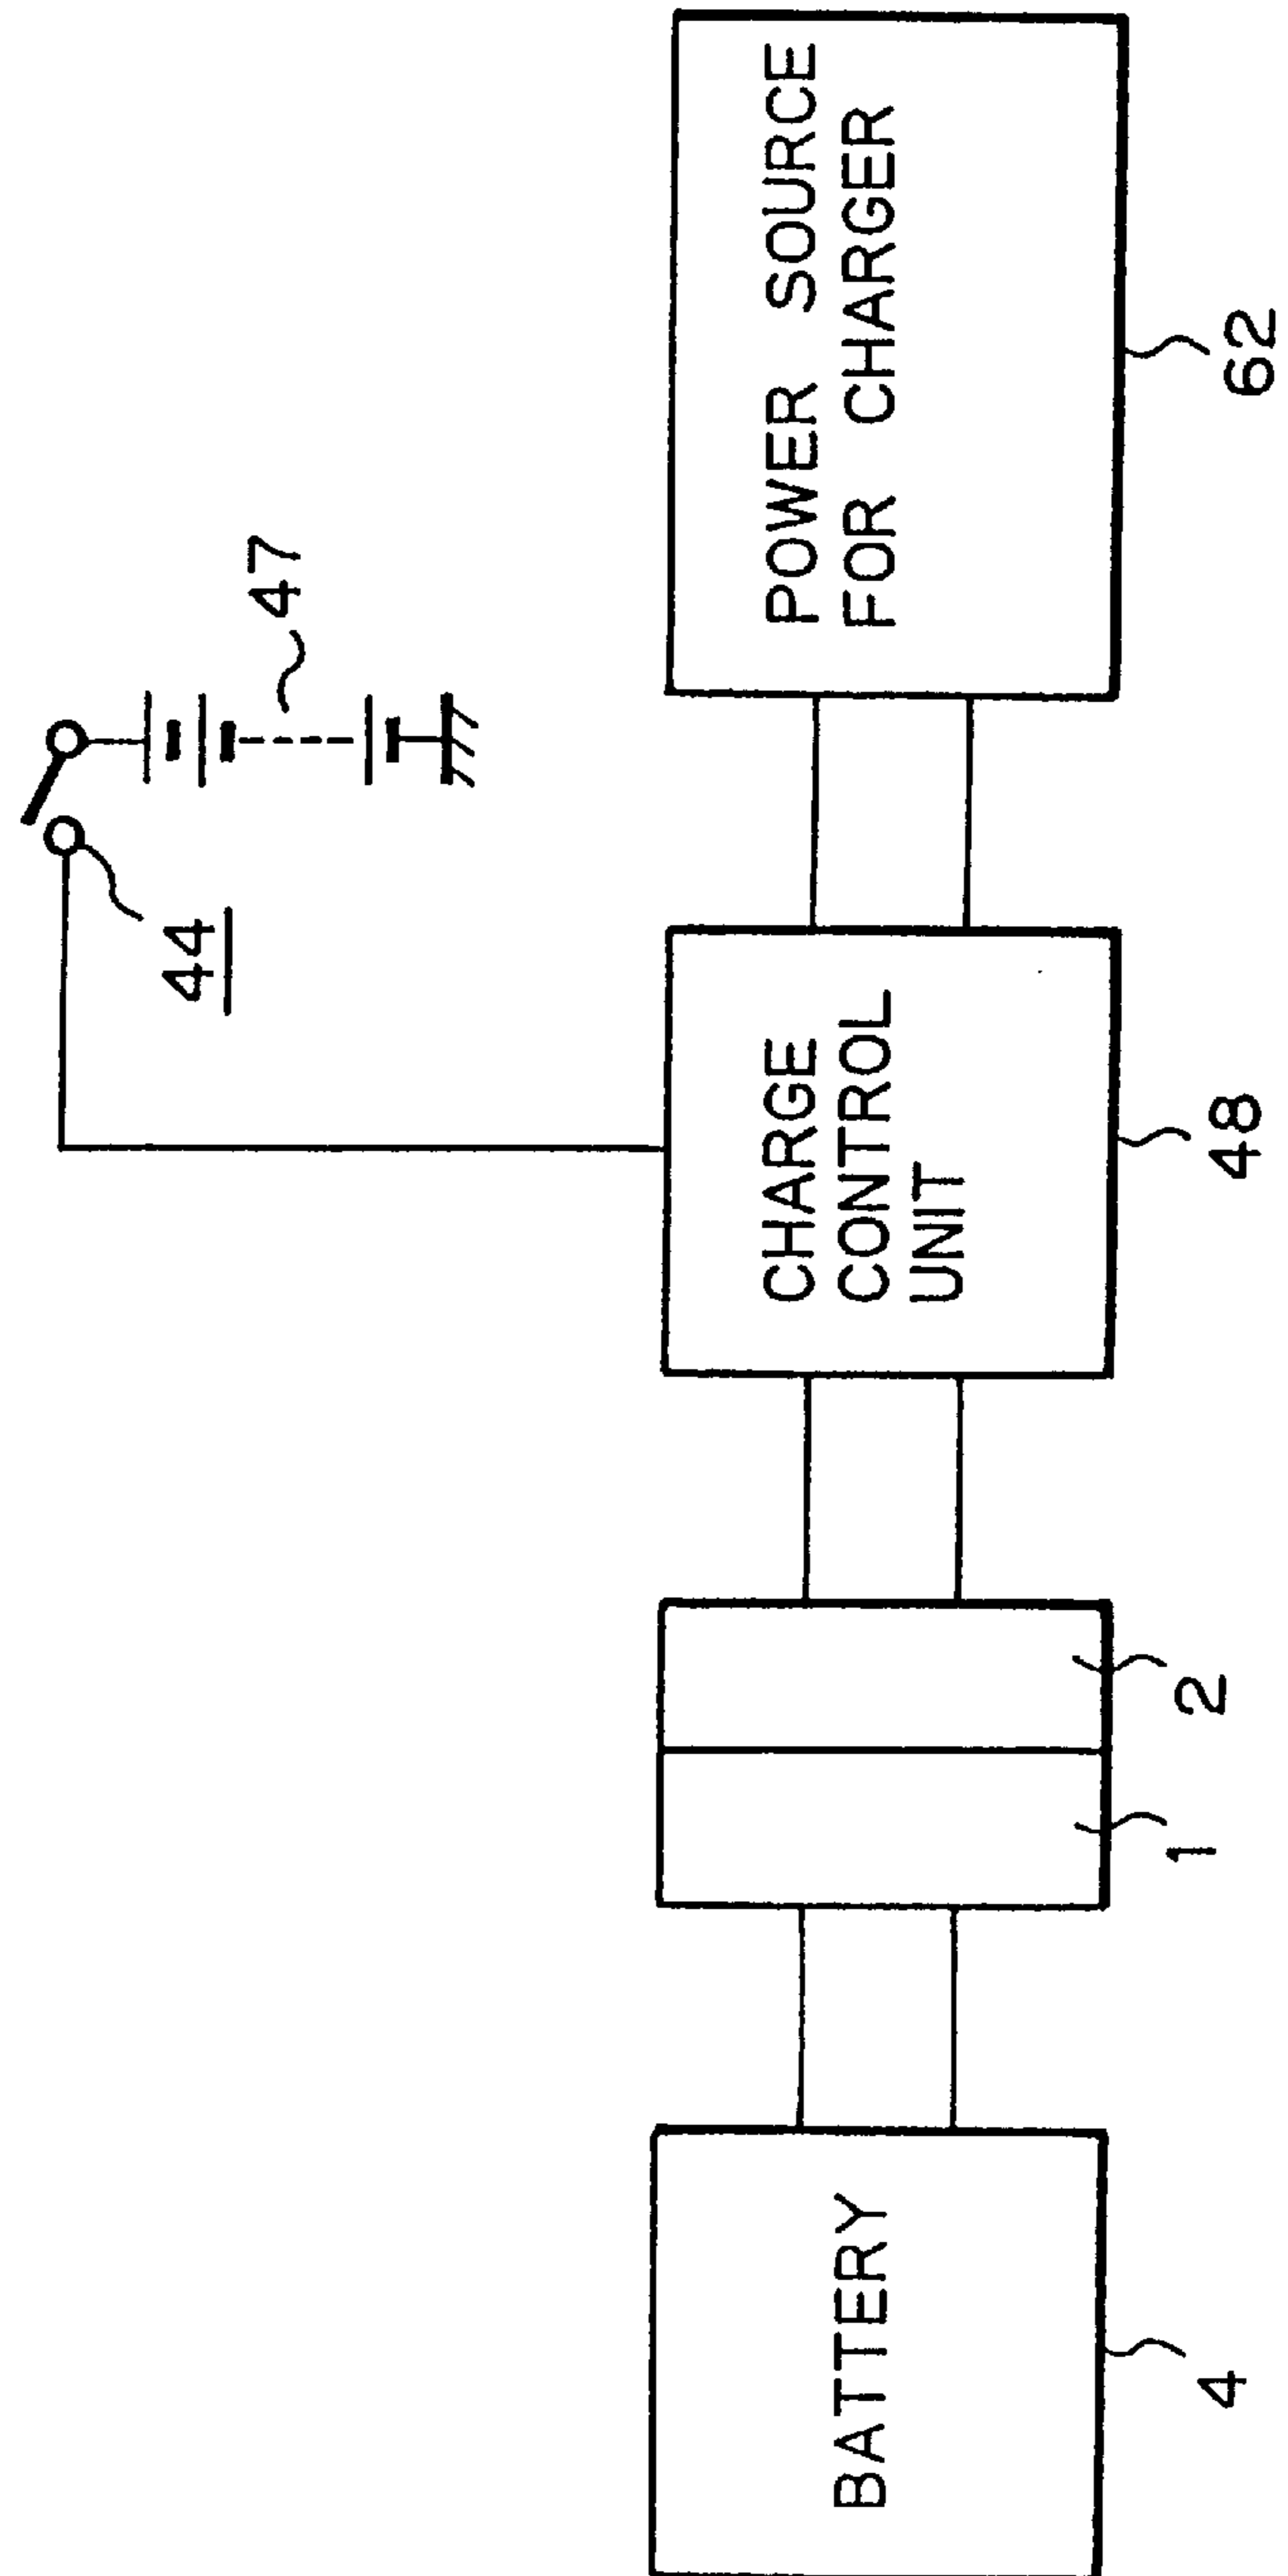 44
47
BATTERY
CHARGE
CONTROL
UNIT
POWER SOURCE
FOR CHARGER
4
1
2
48
62